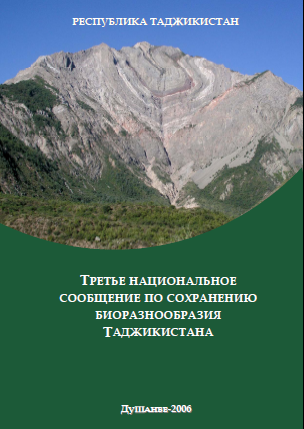 РЕСПУБЛИКА ТАДЖИКИСТАН
ТРЕТЬЕ НАЦИОНАЛЬНОЕ
СООБЩЕНИЕ ПО СОХРАНЕНИЮ
БИОРАЗНООБРАЗИЯ
ТАДЖИКИСТАНА
ДУШАНБЕ-2006